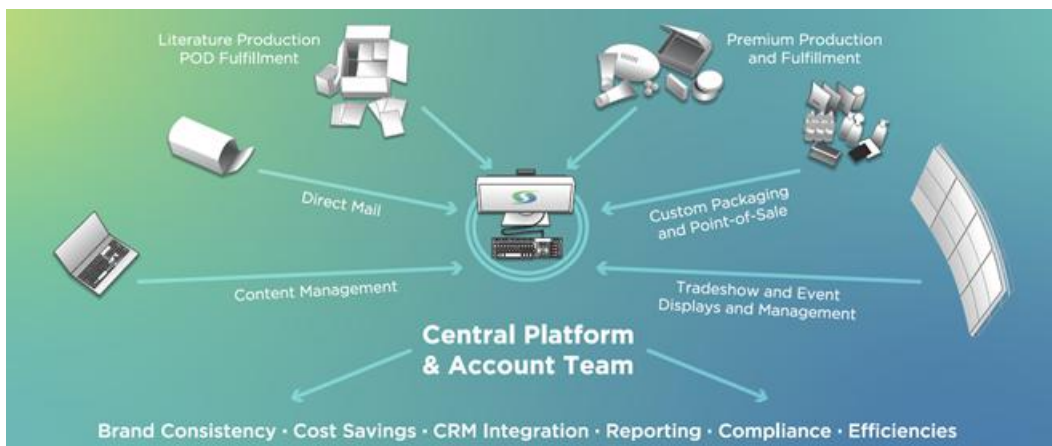 Literature Production
POD Fulfillment
Premium Production
and Fulfillment
Direct Mail
Custom Packaging
and Point-of-Sale
Content Management
Tradeshow and Event
Displays and Management
Central Platform
& Account Team
Brand Consistency · Cost Savings · CRM Integration · Reporting · Compliance · Efficiencies